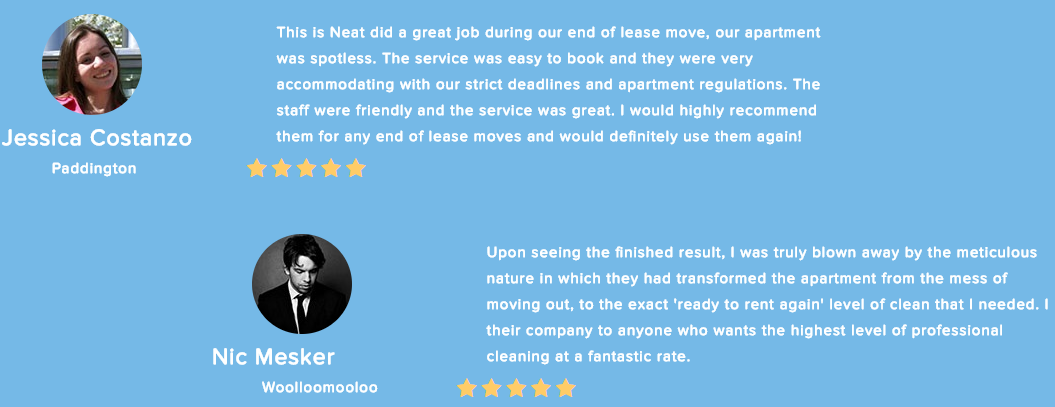 This is Neat did a great job during our end of lease move, our apartment
was spotless. The service was easy to book and they were very
accommodating with our strict deadlines and apartment regulations. The
staff were friendly and the service was great. I would highly recommend
them for any end of lease moves and would definitely use them again!
Jessica Costanzo
Paddington
Upon seeing the finished result, I was truly blown away by the meticulous
nature in which they had transformed the apartment from the mess of
moving out, to the exact 'ready to rent again' level of clean that I needed. I
their company to anyone who wants the highest level of professional
cleaning at a fantastic rate.
Nic Mesker
Woolloomooloo